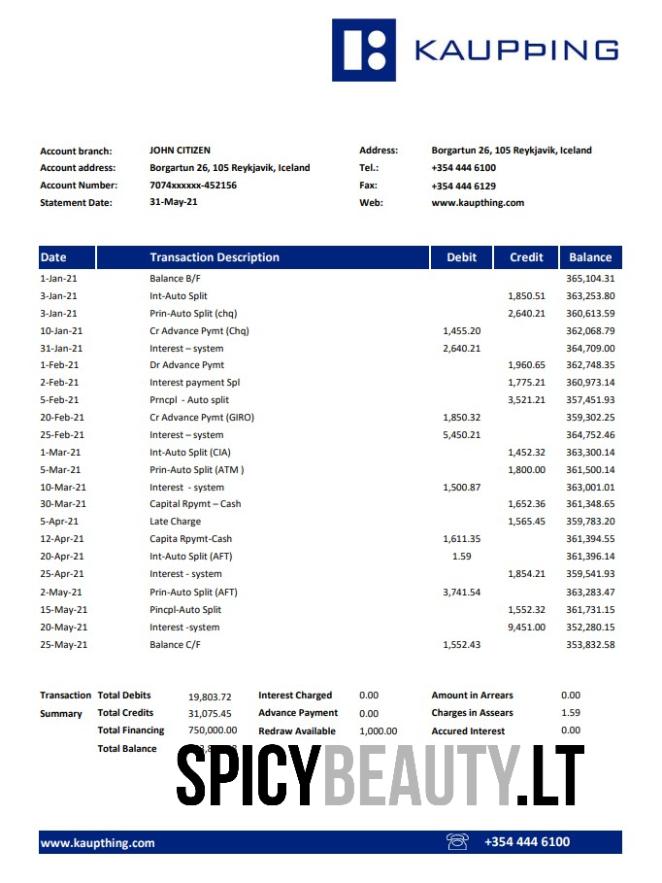 KAUPÞING
Account branch: JOHN CITIZEN Address: Borgartun 26, 105 Reykjavik, Iceland
Account address: Borgartun 26, 105 Reykjavik, Iceland Tel.: +354 444 6100
Account Number: 7074xxxxxx-452156 Fax: +354 444 6129
Statement Date: 31-May-21 Web: www.kaupthing.com
Date Transaction Description Debit Credit Balance
1-Jan-21 Balance B/F 365,104.31
3-Jan-21 Int-Auto Split 1,850.51 363,253.80
3-Jan-21 Prin-Auto Split (chq) 2,640.21 360,613.59
10-Jan-21 Cr Advance Pymt (Chq) 1,455.20 362,068.79
31-Jan-21 Interest – system 2,640.21 364,709.00
1-Feb-21 Dr Advance Pymt 1,960.65 362,748.35
2-Feb-21 Interest payment Spl 1,775.21 360,973.14
5-Feb-21 Prncpl - Auto split 3,521.21 357,451.93
20-Feb-21 Cr Advance Pymt (GIRO) 1,850.32 359,302.25
25-Feb-21 Interest – system 5,450.21 364,752.46
1-Mar-21 Int-Auto Split (CIA) 1,452.32 363,300.14
5-Mar-21 Prin-Auto Split (ATM ) 1,800.00 361,500.14
10-Mar-21 Interest - system 1,500.87 363,001.01
30-Mar-21 Capital Rpymt – Cash 1,652.36 361,348.65
5-Apr-21 Late Charge 1,565.45 359,783.20
12-Apr-21 Capita Rpymt-Cash 1,611.35 361,394.55
20-Apr-21 Int-Auto Split (AFT) 1.59 361,396.14
25-Apr-21 Interest - system 1,854.21 359,541.93
2-May-21 Prin-Auto Split (AFT) 3,741.54 363,283.47
15-May-21 Pincpl-Auto Split 1,552.32 361,731.15
20-May-21 Interest -system 9,451.00 352,280.15
25-May-21 Balance C/F 1,552.43 353,832.58
Transaction Total Debits 19,803.72 Interest Charged 0.00 Amount in Arrears 0.00
Summary Total Credits 31,075.45 Advance Payment 0.00 Charges in Assears 1.59
Total Financing 750,000.00 Redraw Available 1,000.00 Accured Interest 0.00
Total Balance
SPICYBEAUTY.LT
www.kaupthing.com +354 444 6100